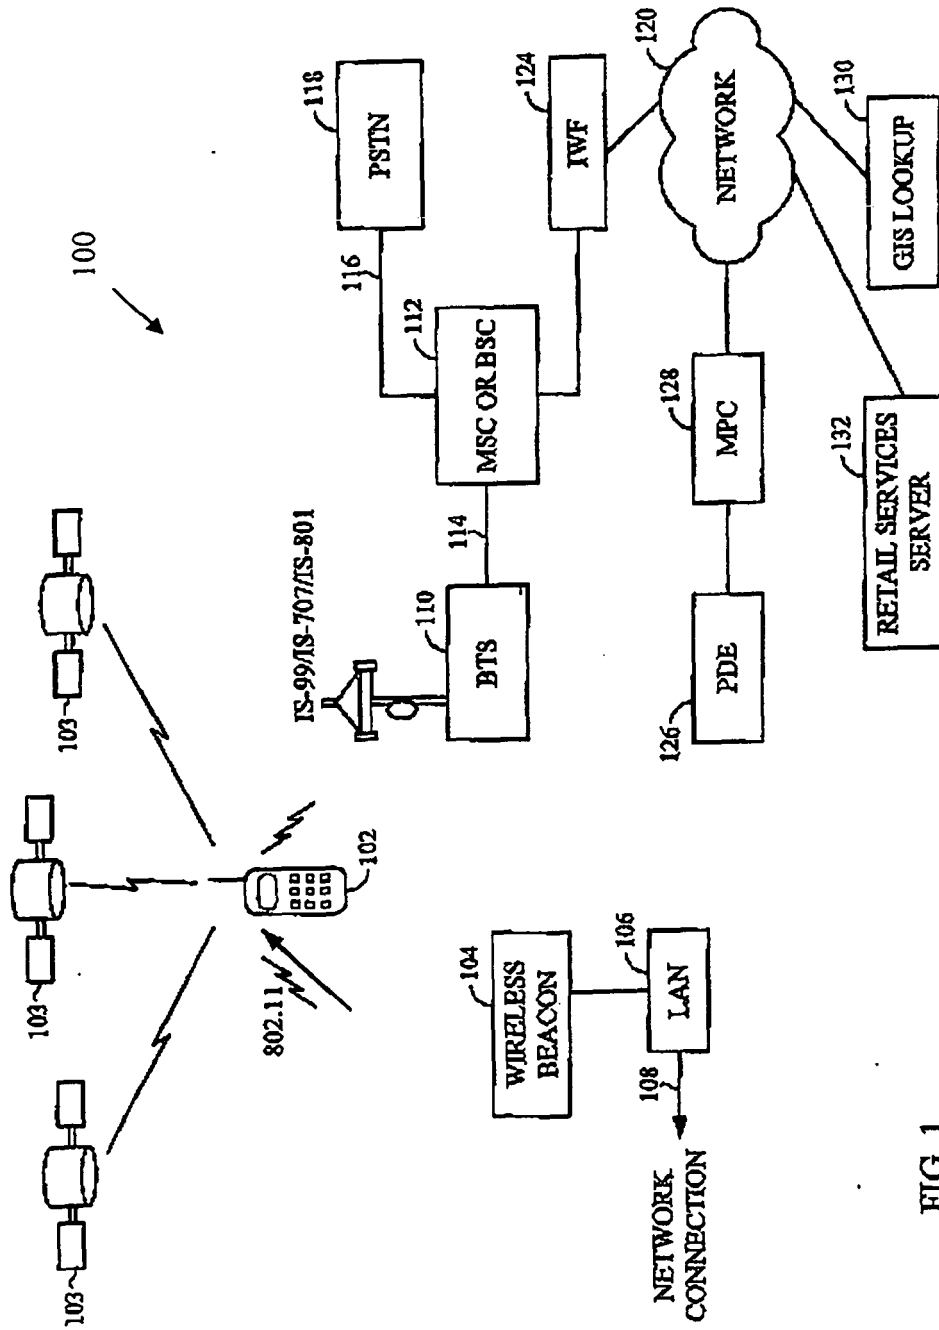 100
103
103
103
802.11
102
IS-99/IS-707/IS-801
110
BTS
114
112
MSC OR BSC
116
118
PSTN
124
IWF
120
NETWORK
104
WIRELESS
BEACON
106
LAN
108
NETWORK
CONNECTION
126
PDE
128
MPC
132
RETAIL SERVICES
SERVER
130
GIS LOOKUP
FIG. 1